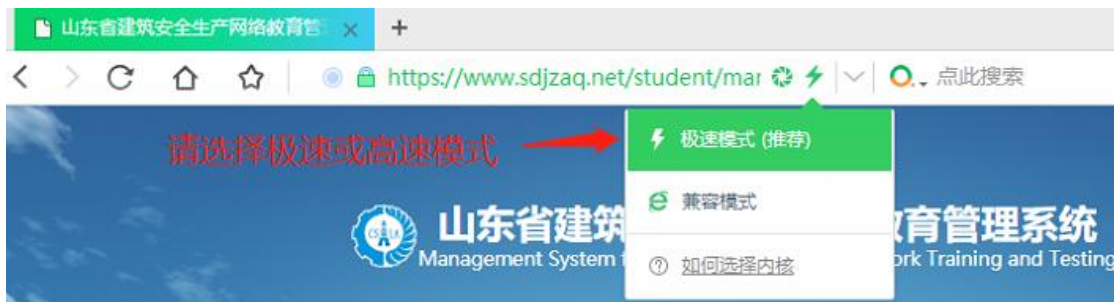 山东省建筑安全生产网络教育管
https://www.sdjzaq.net/student/mar
点此搜索
请选择极速或高速模式
极速模式 (推荐)
兼容模式
如何选择内核
山东省建筑
育管理系统
Management System
ork Training and Testing